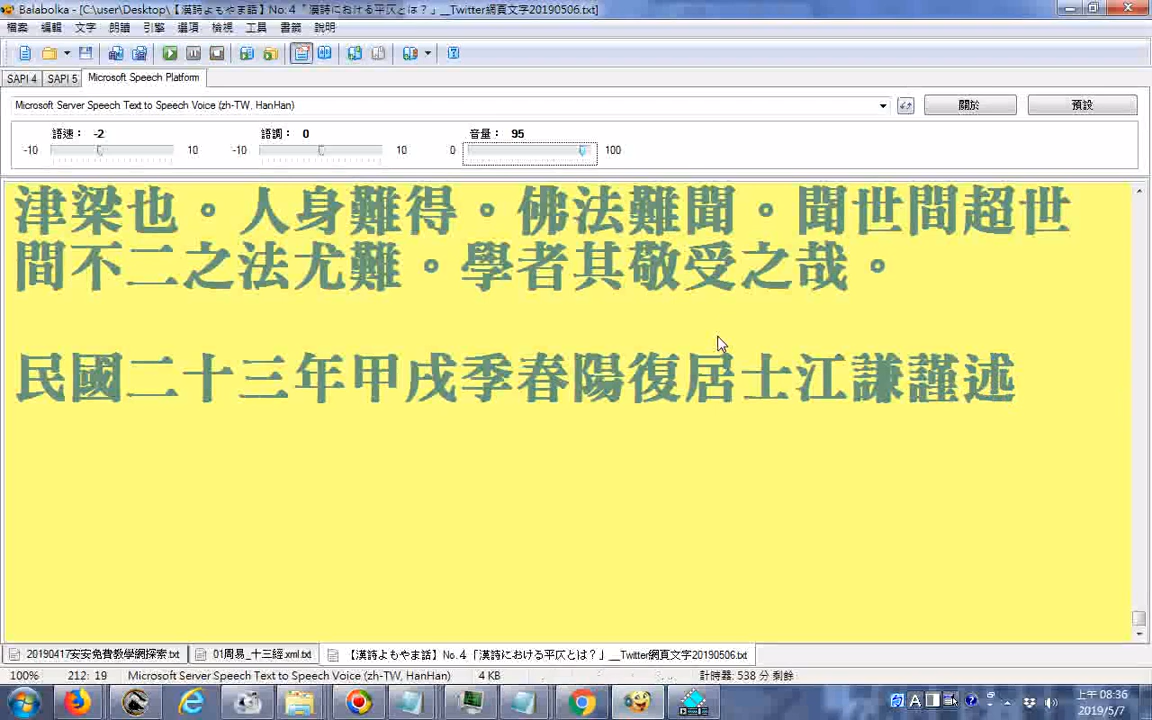 Balabolka - [C:\user\Desktop\【漢詩よもやま話】No.４「漢詩における平仄とは？」__Twitter網頁文字20190506.txt]
檔案 編輯 文字 朗讀 引擎 選項 檢視 工具 書籤 說明
SAPI 4 SAPI 5 Microsoft Speech Platform
Microsoft Server Speech Text to Speech Voice (zh-TW, HanHan) 關於 預設
語速： -2 語調： 0 音量： 95
-10 10 -10 10 0 100
津梁也。人身難得。佛法難聞。聞世間超世
間不二之法尤難。學者其敬受之哉。
民國二十三年甲戌季春陽復居士江謙謹述
20190417安安免費教學網探索.txt 01周易_十三經.xml.txt 【漢詩よもやま話】No.４「漢詩における平仄とは？」__Twitter網頁文字20190506.txt
100% 212: 19 Microsoft Server Speech Text to Speech Voice (zh-TW, HanHan) 4 KB 計時器: 538 分 剩餘
上午 08:36
2019/5/7